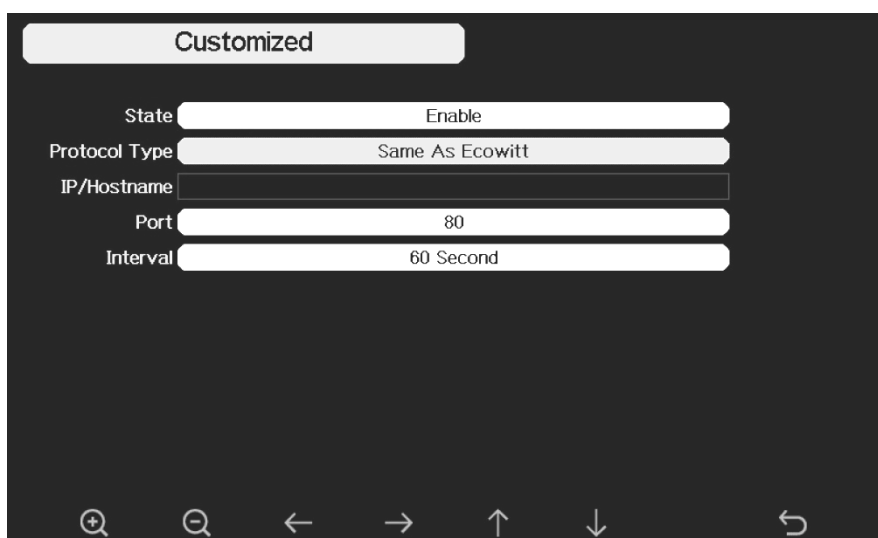 Customized
State Enable
Protocol Type Same As Ecowitt
IP/Hostname
Port 80
Interval 60 Second